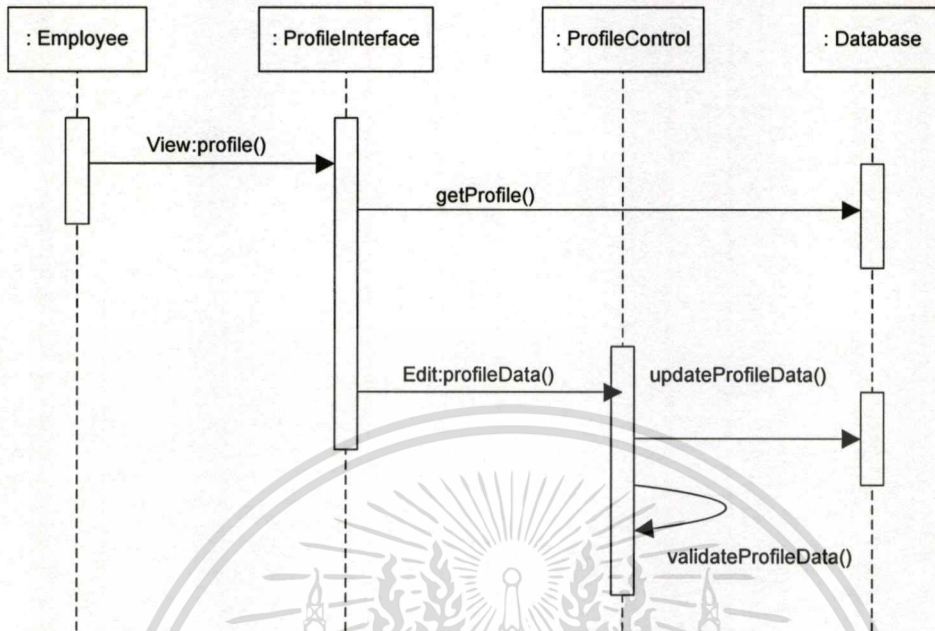 : Employee
: ProfileInterface
: ProfileControl
: Database
View:profile()
getProfile()
Edit:profileData()
updateProfileData()
validateProfileData()